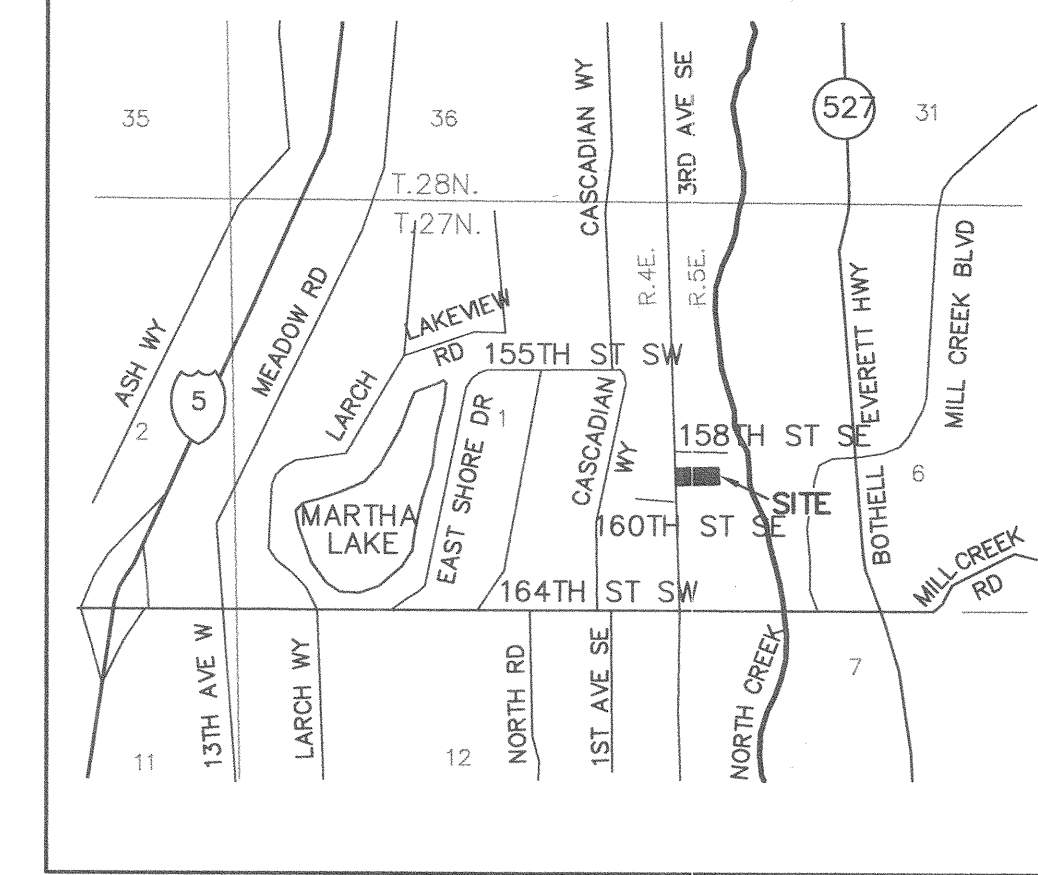 35
36
CASCADIAN WY
3RD AVE SE
527
31
T.28N.
T.27N.
R.4E.
R.5E.
ASH WY
MEADOW RD
LAKEVIEW
RD
155TH ST SW
EVERETT HWY
MILL CREEK BLVD
5
LARCH
2
EAST SHORE DR
1
CASCADIAN
WY
158TH ST SE
6
SITE
MARTHA
LAKE
160TH ST SE
BOTHELL
MILL CREEK
RD
164TH ST SW
13TH AVE W
LARCH WY
NORTH RD
1ST AVE SE
NORTH CREEK
7
11
12